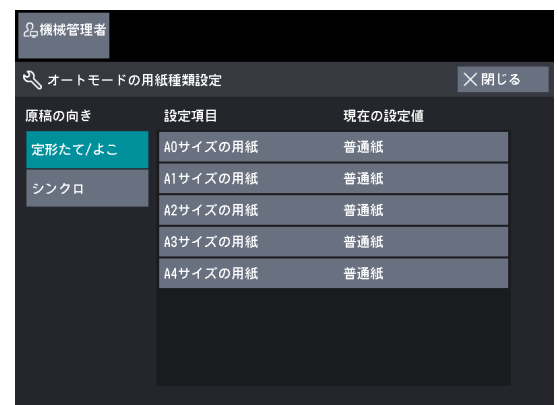 機械管理者
オートモードの用紙種類設定
閉じる
原稿の向き
設定項目 現在の設定値
定形たて/よこ
シンクロ
A0サイズの用紙 普通紙
A1サイズの用紙 普通紙
A2サイズの用紙 普通紙
A3サイズの用紙 普通紙
A4サイズの用紙 普通紙